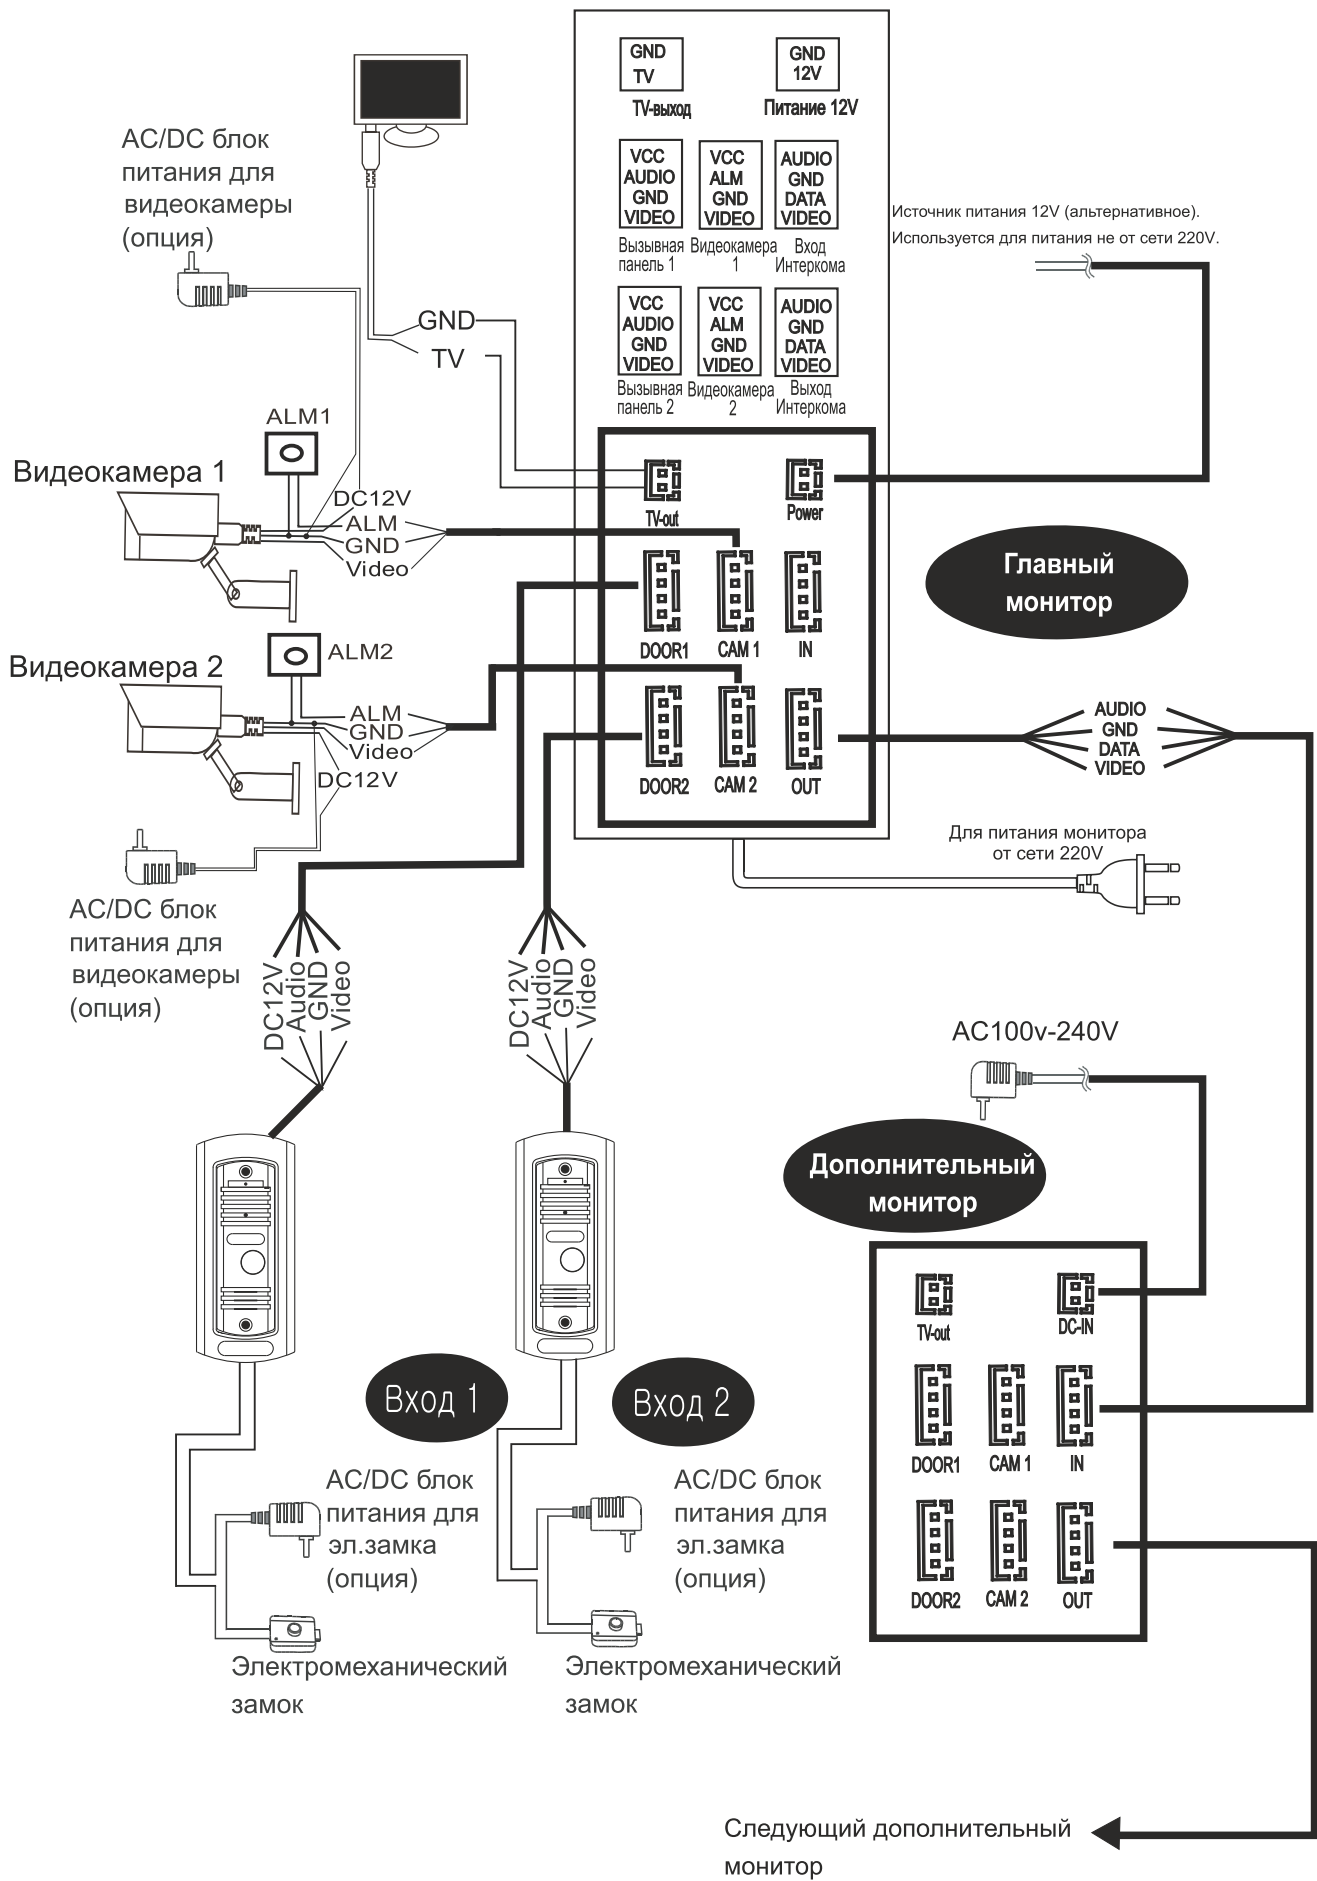 GND
TV
TV-выход
GND
12V
Питание 12V
AC/DC блок
питания для
видеокамеры
(опция)
VCC
AUDIO
GND
VIDEO
Вызывная
панель 1
VCC
ALM
GND
VIDEO
Видеокамера
1
AUDIO
GND
DATA
VIDEO
Вход
Интеркома
Источник питания 12V (альтернативное).
Используется для питания не от сети 220V.
VCC
AUDIO
GND
VIDEO
Вызывная
панель 2
VCC
ALM
GND
VIDEO
Видеокамера
2
AUDIO
GND
DATA
VIDEO
Выход
Интеркома
GND
TV
ALM1
Видеокамера 1
DC12V
ALM
GND
Video
TV-out
Power
Главный
монитор
DOOR1
CAM 1
IN
ALM2
Видеокамера 2
ALM
GND
Video
DC12V
DOOR2
CAM 2
OUT
AUDIO
GND
DATA
VIDEO
Для питания монитора
от сети 220V
AC/DC блок
питания для
видеокамеры
(опция)
DC12V
Audio
GND
Video
DC12V
Audio
GND
Video
AC100v-240V
Дополнительный
монитор
TV-out
DC-IN
DOOR1
CAM 1
IN
DOOR2
CAM 2
OUT
Вход 1
Вход 2
AC/DC блок
питания для
эл.замка
(опция)
AC/DC блок
питания для
эл.замка
(опция)
Электромеханический
замок
Электромеханический
замок
Следующий дополнительный
монитор